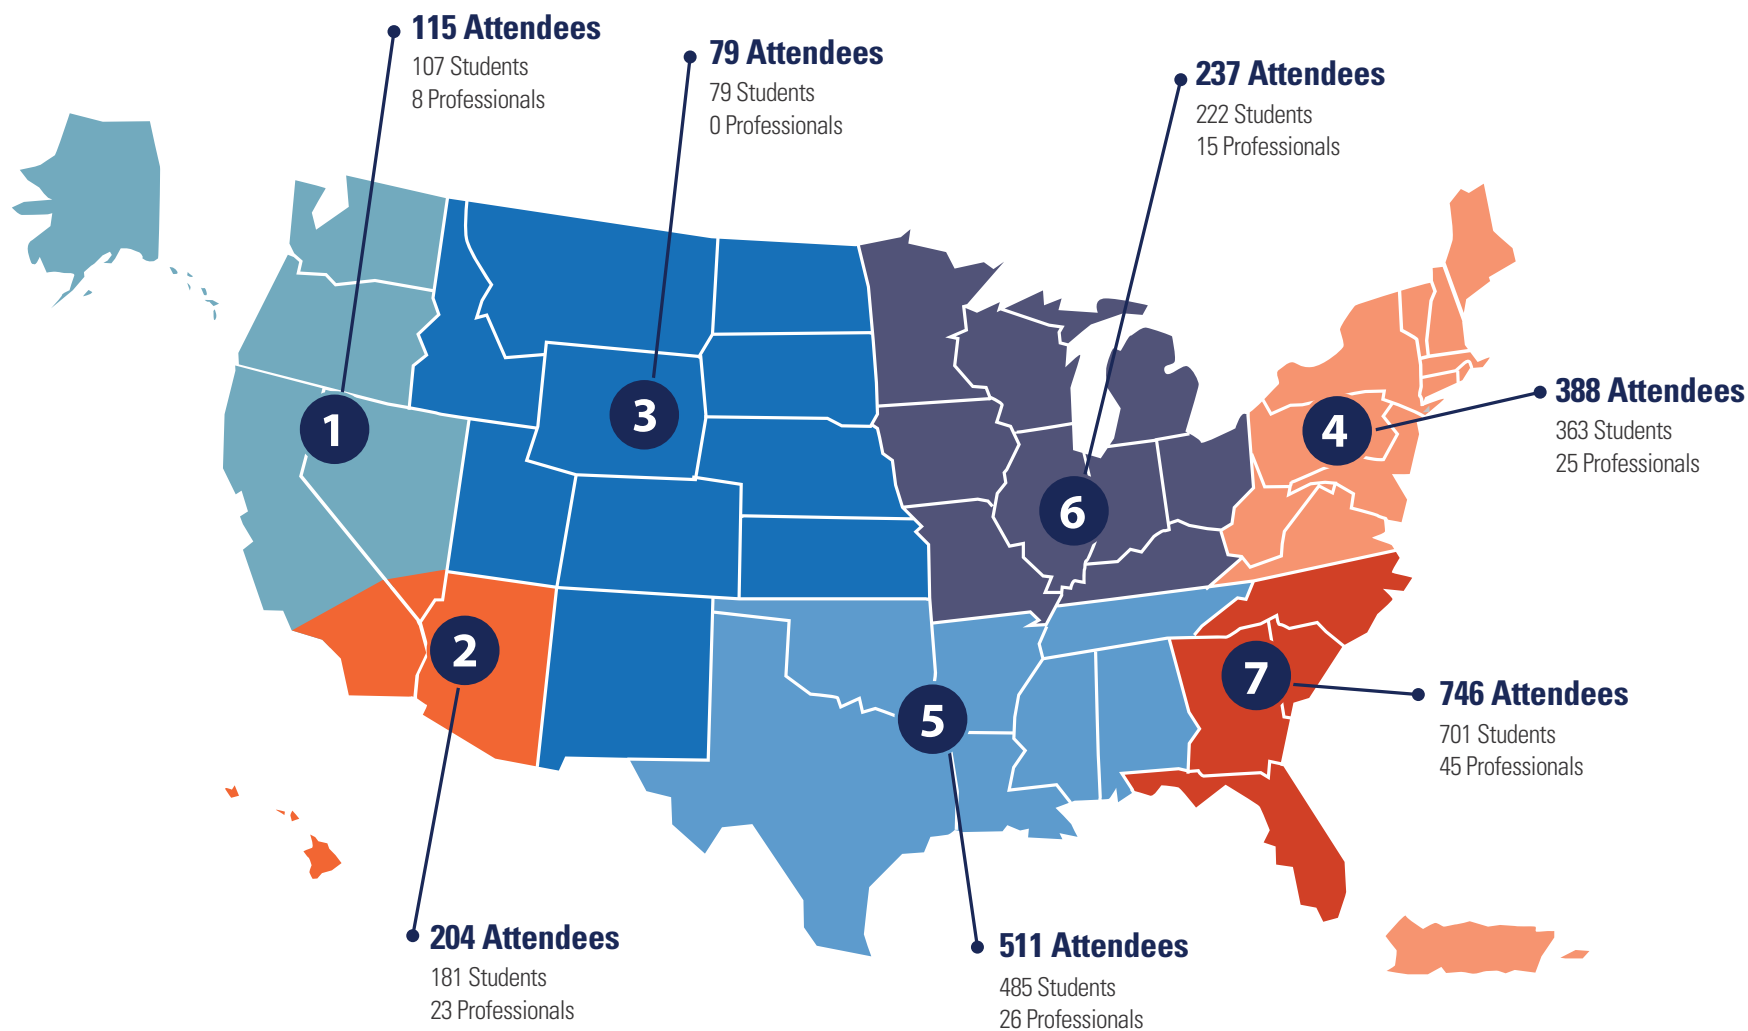 115 Attendees
107 Students
8 Professionals
79 Attendees
79 Students
0 Professionals
237 Attendees
222 Students
15 Professionals
388 Attendees
363 Students
25 Professionals
1
3
4
6
2
5
7
746 Attendees
701 Students
45 Professionals
204 Attendees
181 Students
23 Professionals
511 Attendees
485 Students
26 Professionals